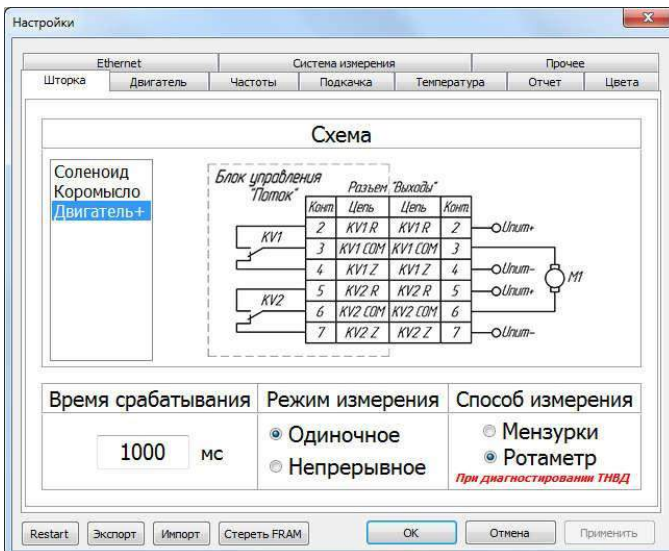 Настройки
Ethernet Система измерения Прочее
Шторка Двигатель Частоты Подкачка Температура Отчет Цвета
Схема
Соленоид
Коромысло
Двигатель+
Блок управления
"Поток"
Разъем "Выходы"
Конт Цепь Цепь Конт
2 KV1 R KV1 R 2 Uпит+
KV1
3 KV1 COM KV1 COM 3
4 KV1 Z KV1 Z 4 Uпит-
M1
5 KV2 R KV2 R 5 Uпит+
KV2
6 KV2 COM KV2 COM 6
7 KV2 Z KV2 Z 7 Uпит-
Время срабатывания Режим измерения Способ измерения
1000 мс
Одиночное
Непрерывное
Мензурки
Ротаметр
При диагностировании ТНВД
Restart Экспорт Импорт Стереть FRAM OK Отмена Применить